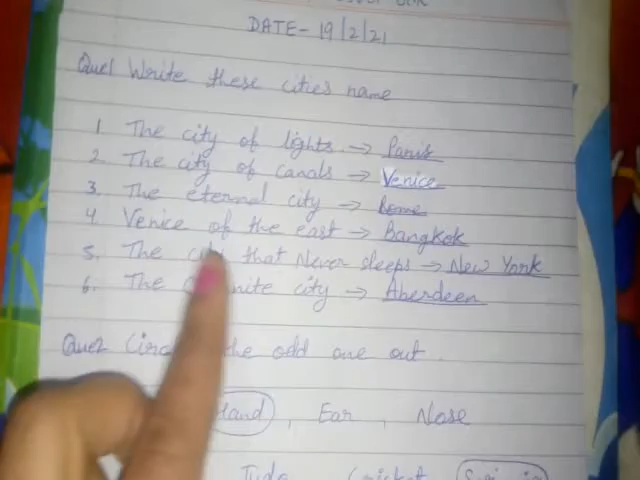 DATE- 19/2/21
Que1 Write these cities name
1 The city of lights → Paris
2. The city of canals → Venice
3. The eternal city → Rome
4. Venice of the east → Bangkok
5. The city that Never sleeps → New York
6. The nite city → Aberdeen
Que2 the odd one out.
Hand, Ear, Nose
Cricket